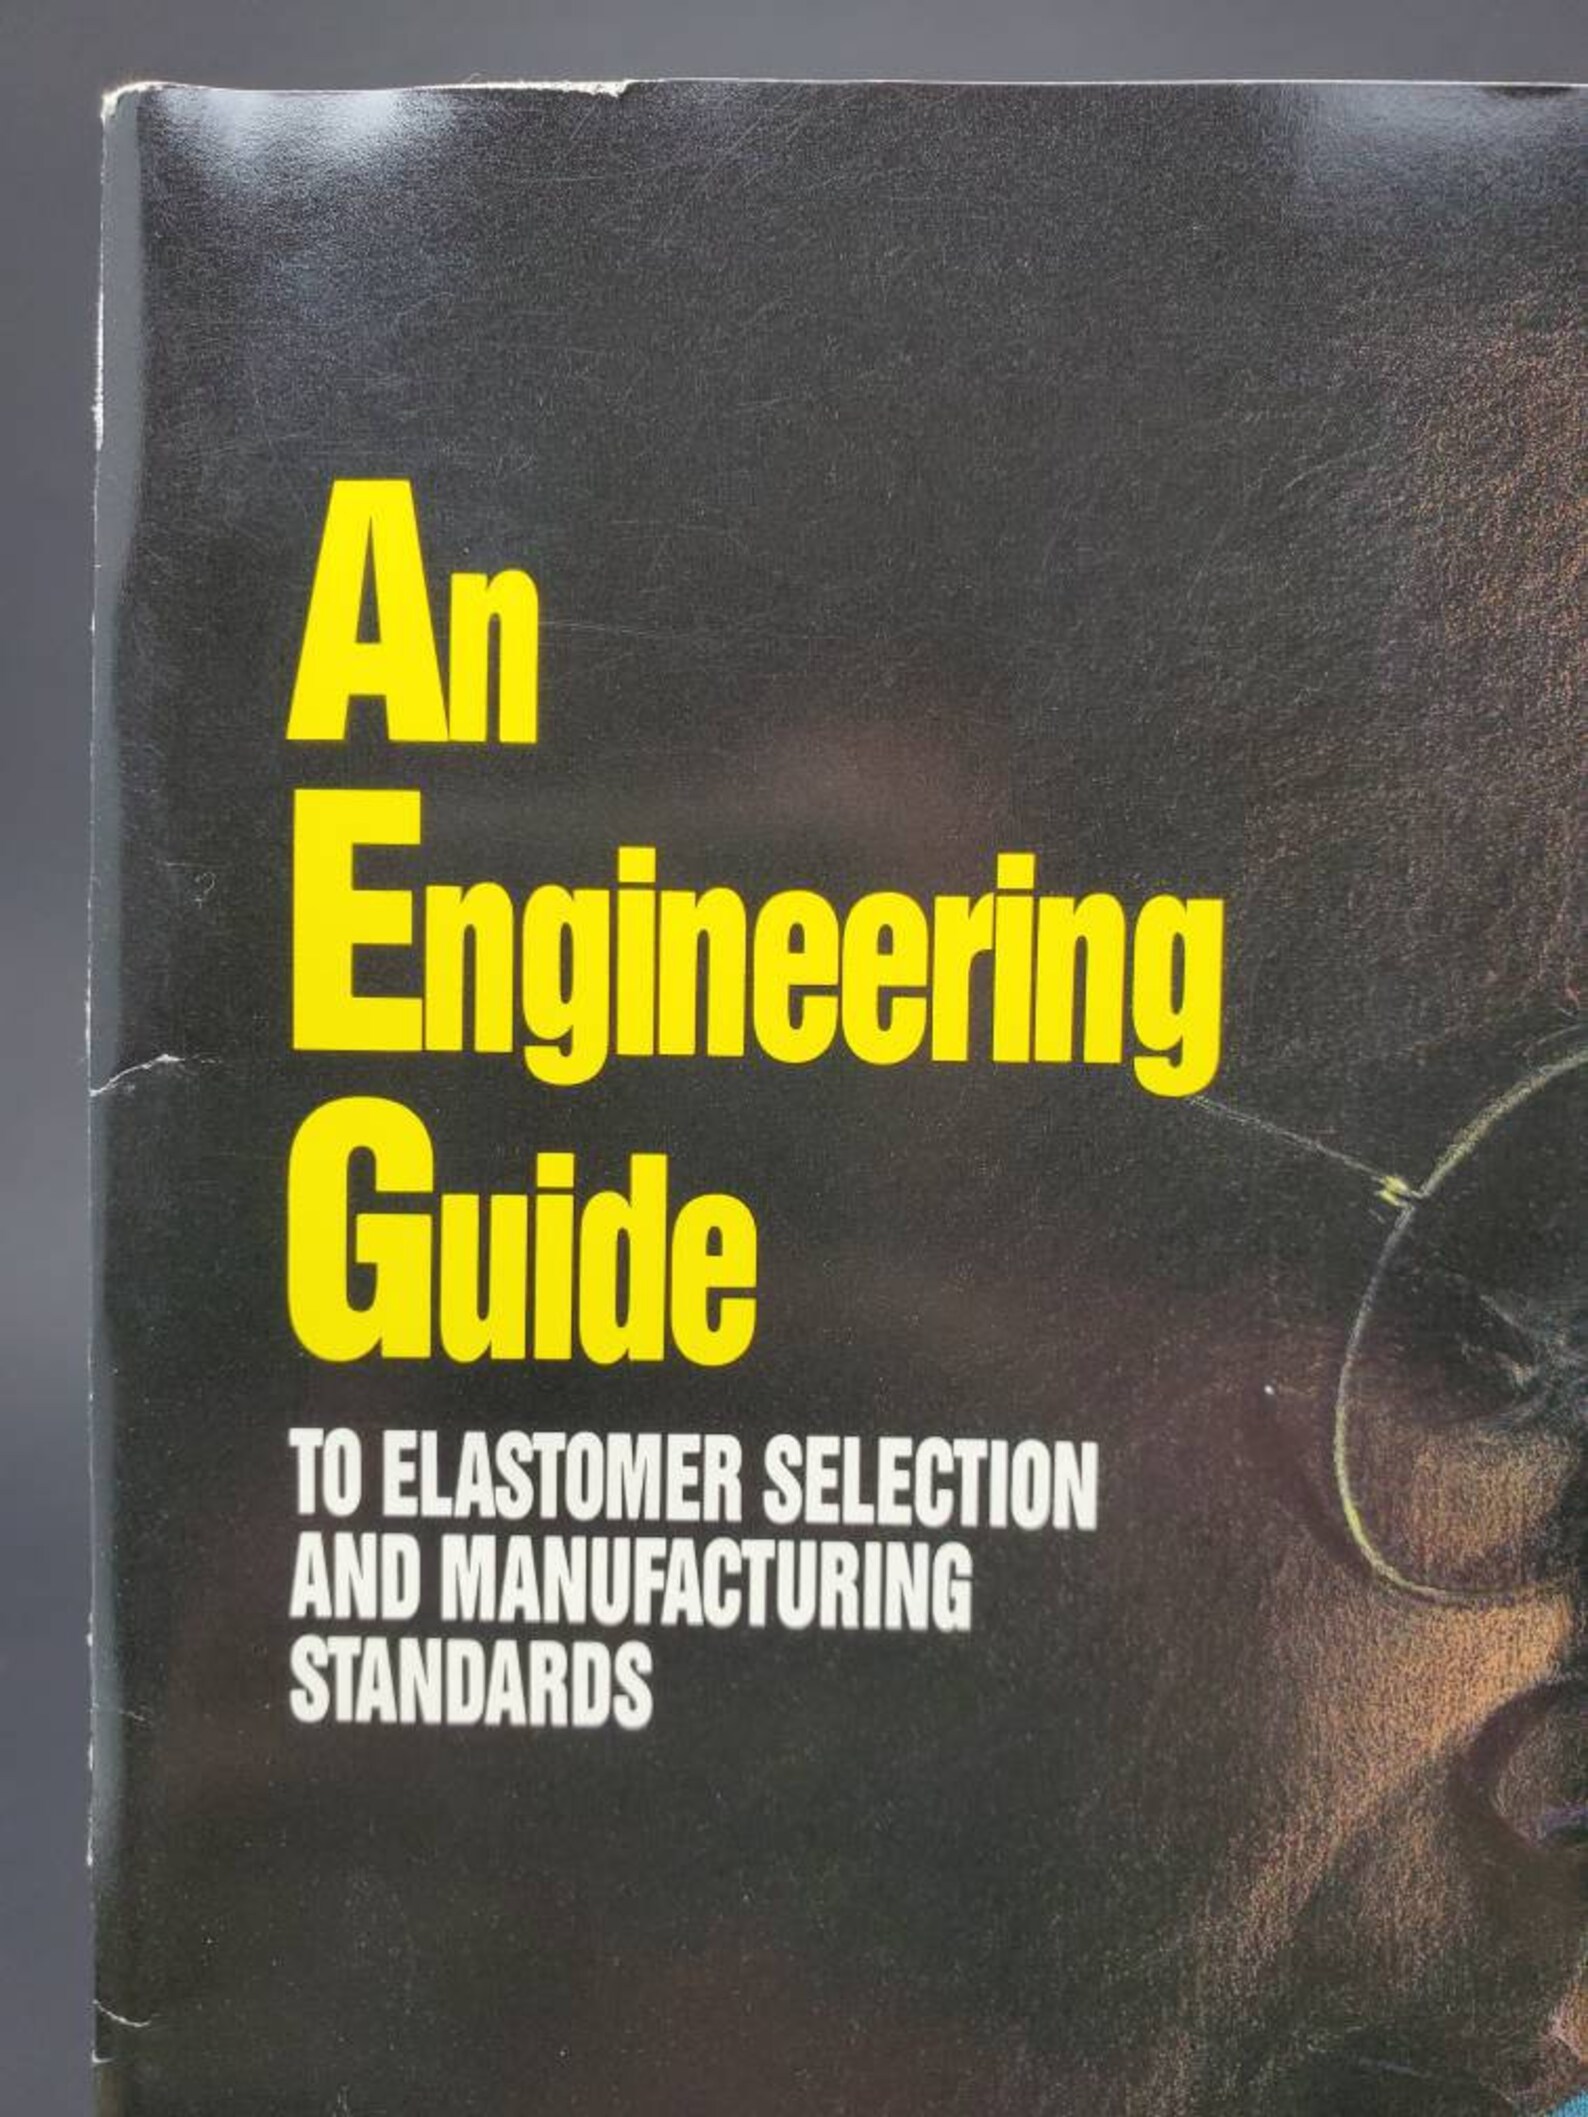 An
Engineering
Guide
TO ELASTOMER SELECTION
AND MANUFACTURING
STANDARDS